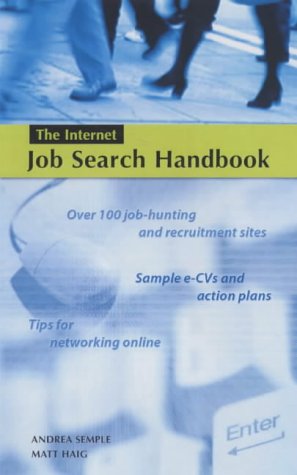 The Internet
Job Search Handbook
Over 100 job-hunting
and recruitment sites
Sample e-CVs and
action plans
Tips for
networking online
Enter
ANDREA SEMPLE
MATT HAIG